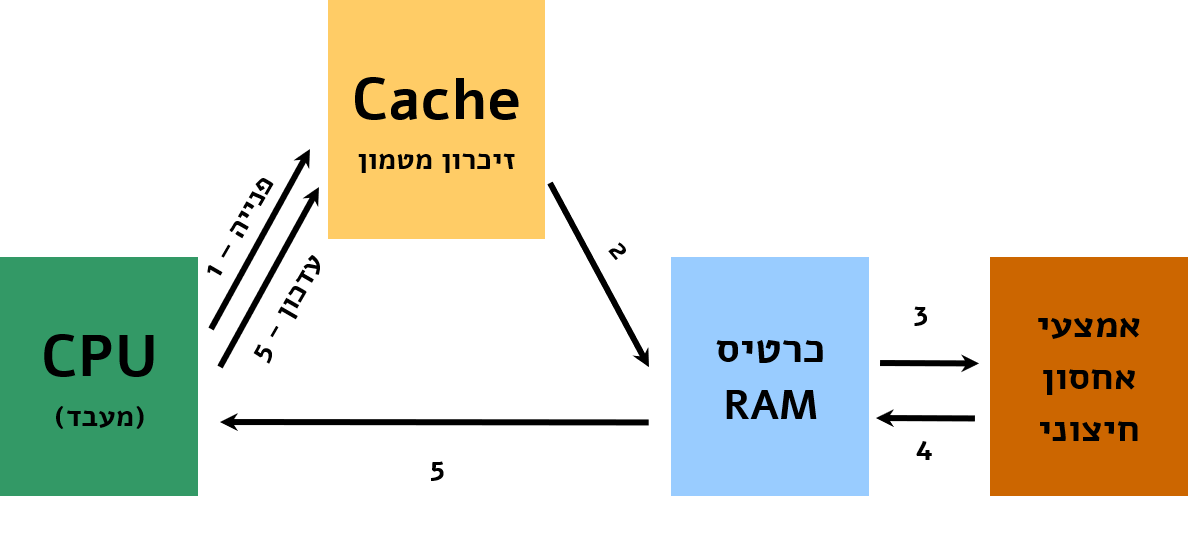 Cache
זיכרון מטמון
1 – פנייה
5 – עדכון
2
CPU
(מעבד)
כרטיס
RAM
3
4
5
אמצעי
אחסון
חיצוני